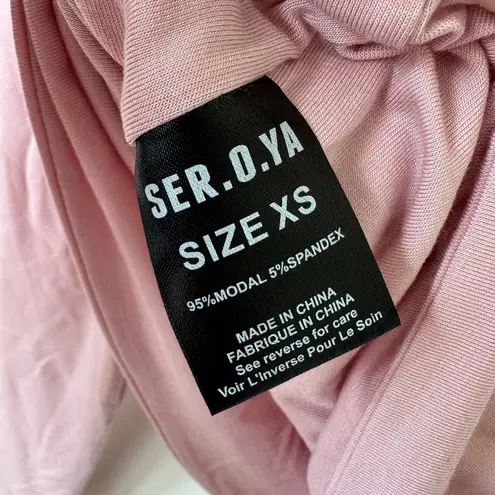 SER.O.YA
SIZE XS
95%MODAL 5%SPANDEX
MADE IN CHINA
FABRIQUE IN CHINA
See reverse for care
Voir L'Inverse Pour Le Soin